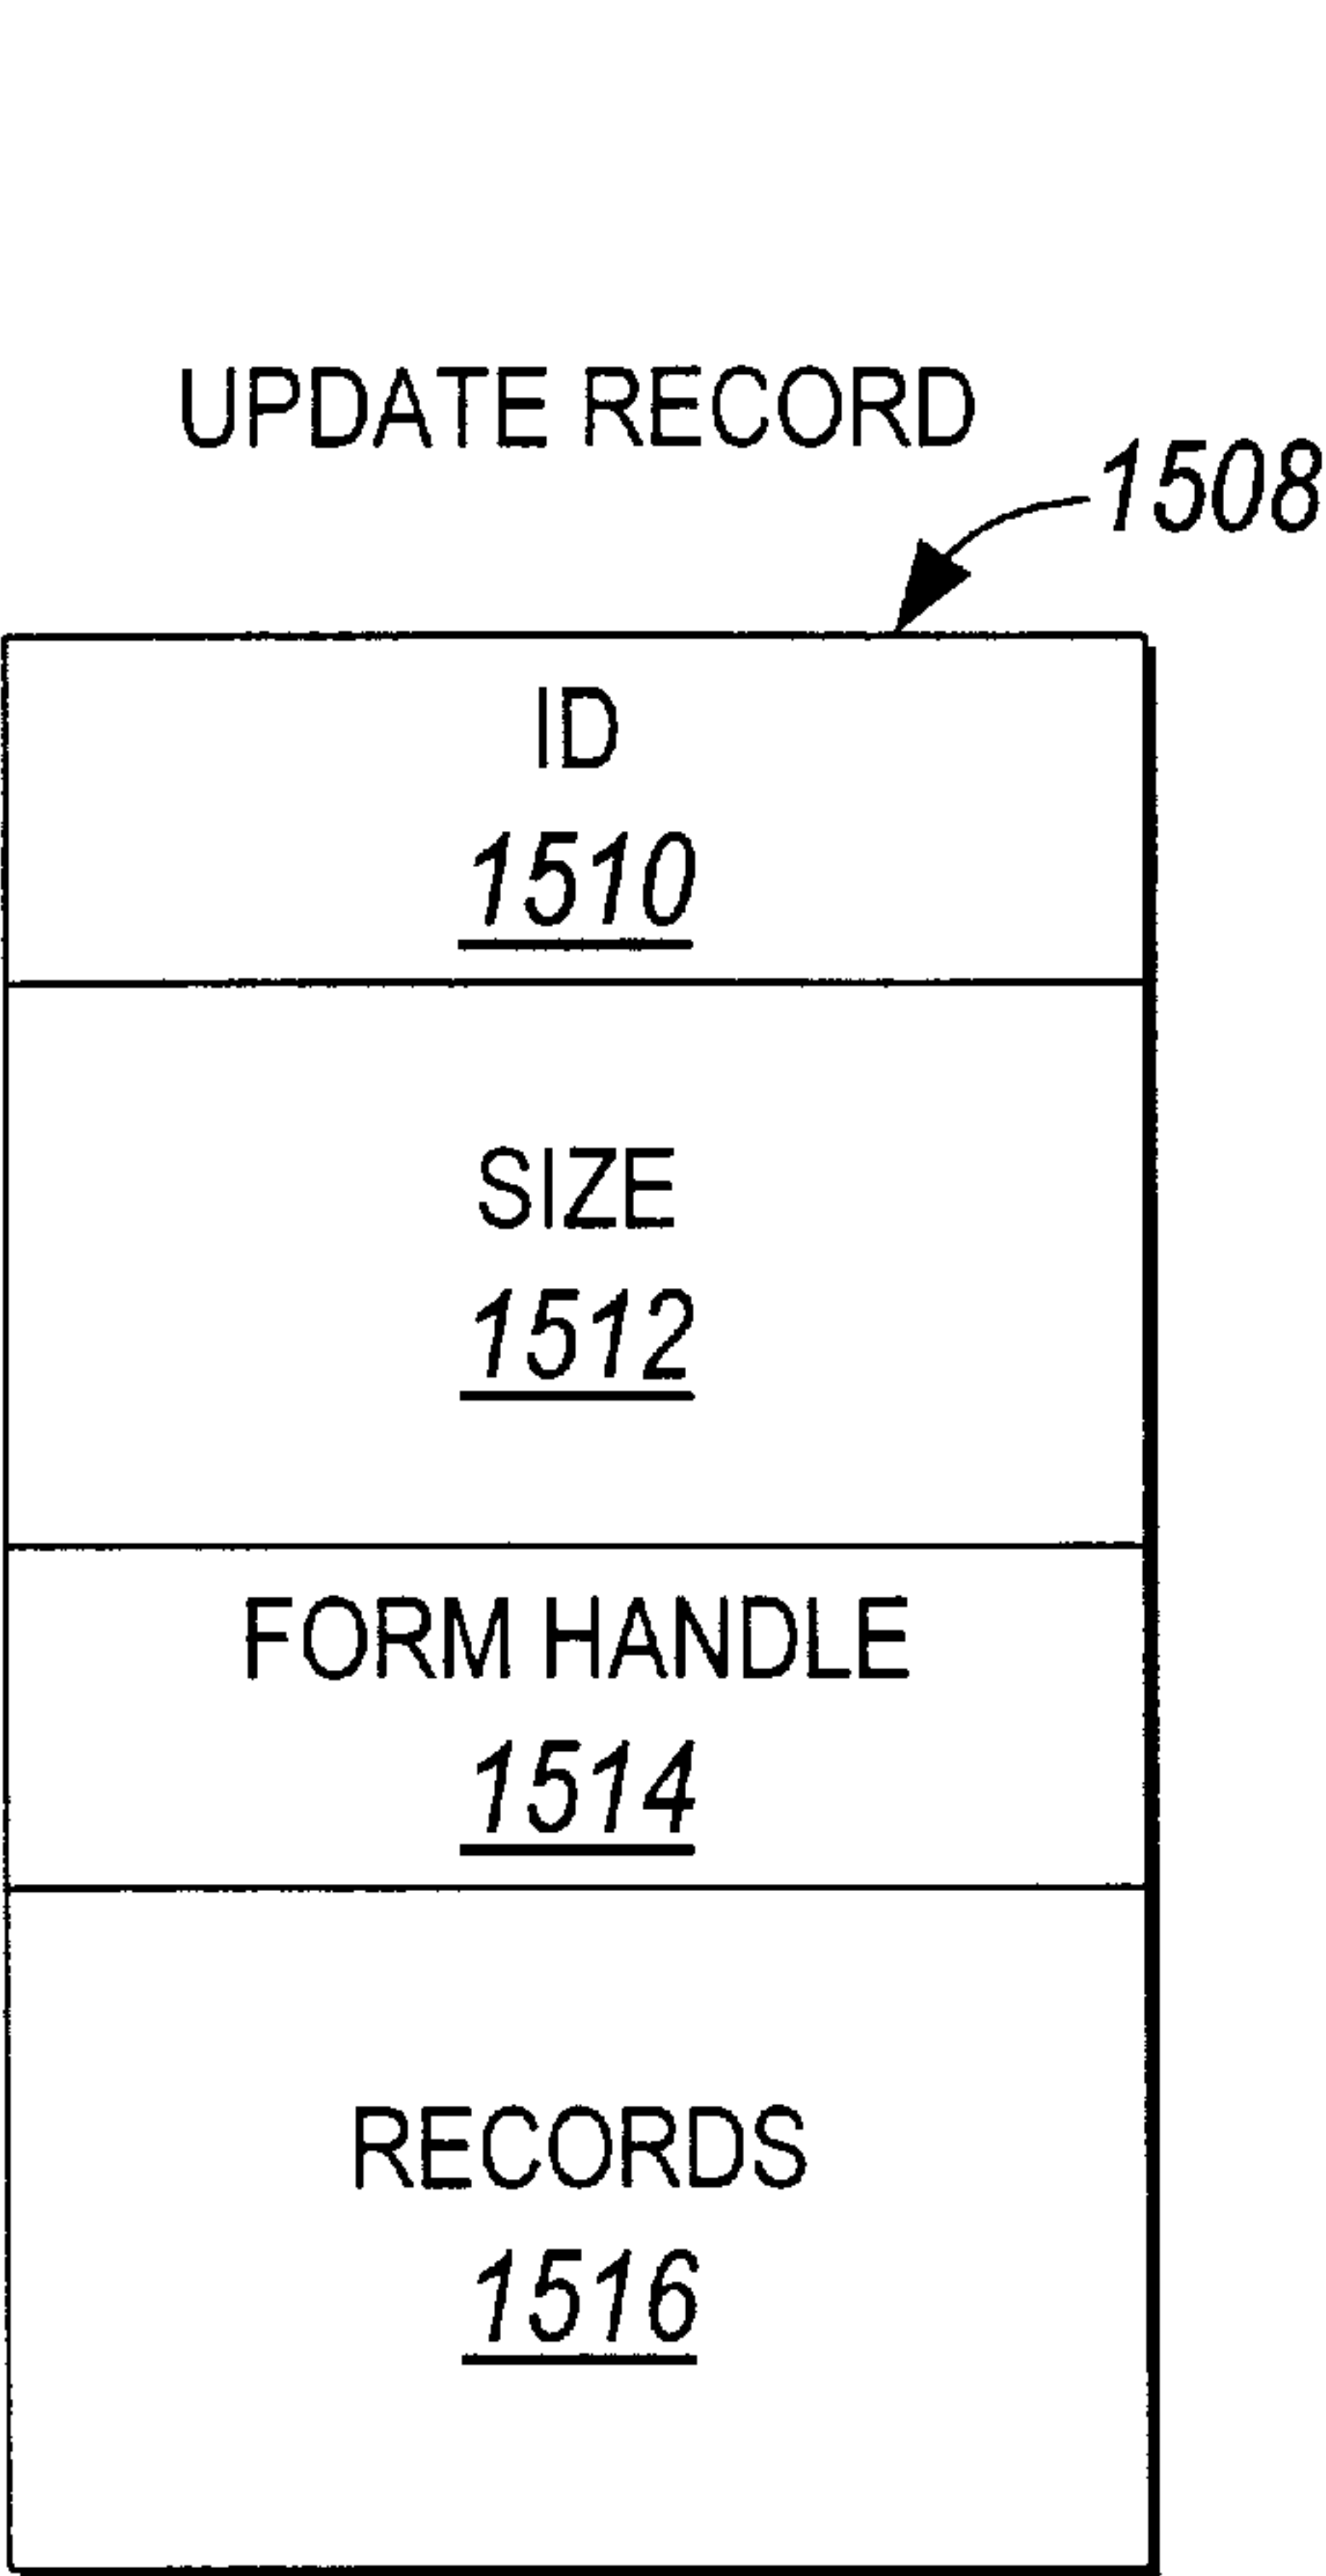 UPDATE RECORD
1508
ID
1510
SIZE
1512
FORM HANDLE
1514
RECORDS
1516